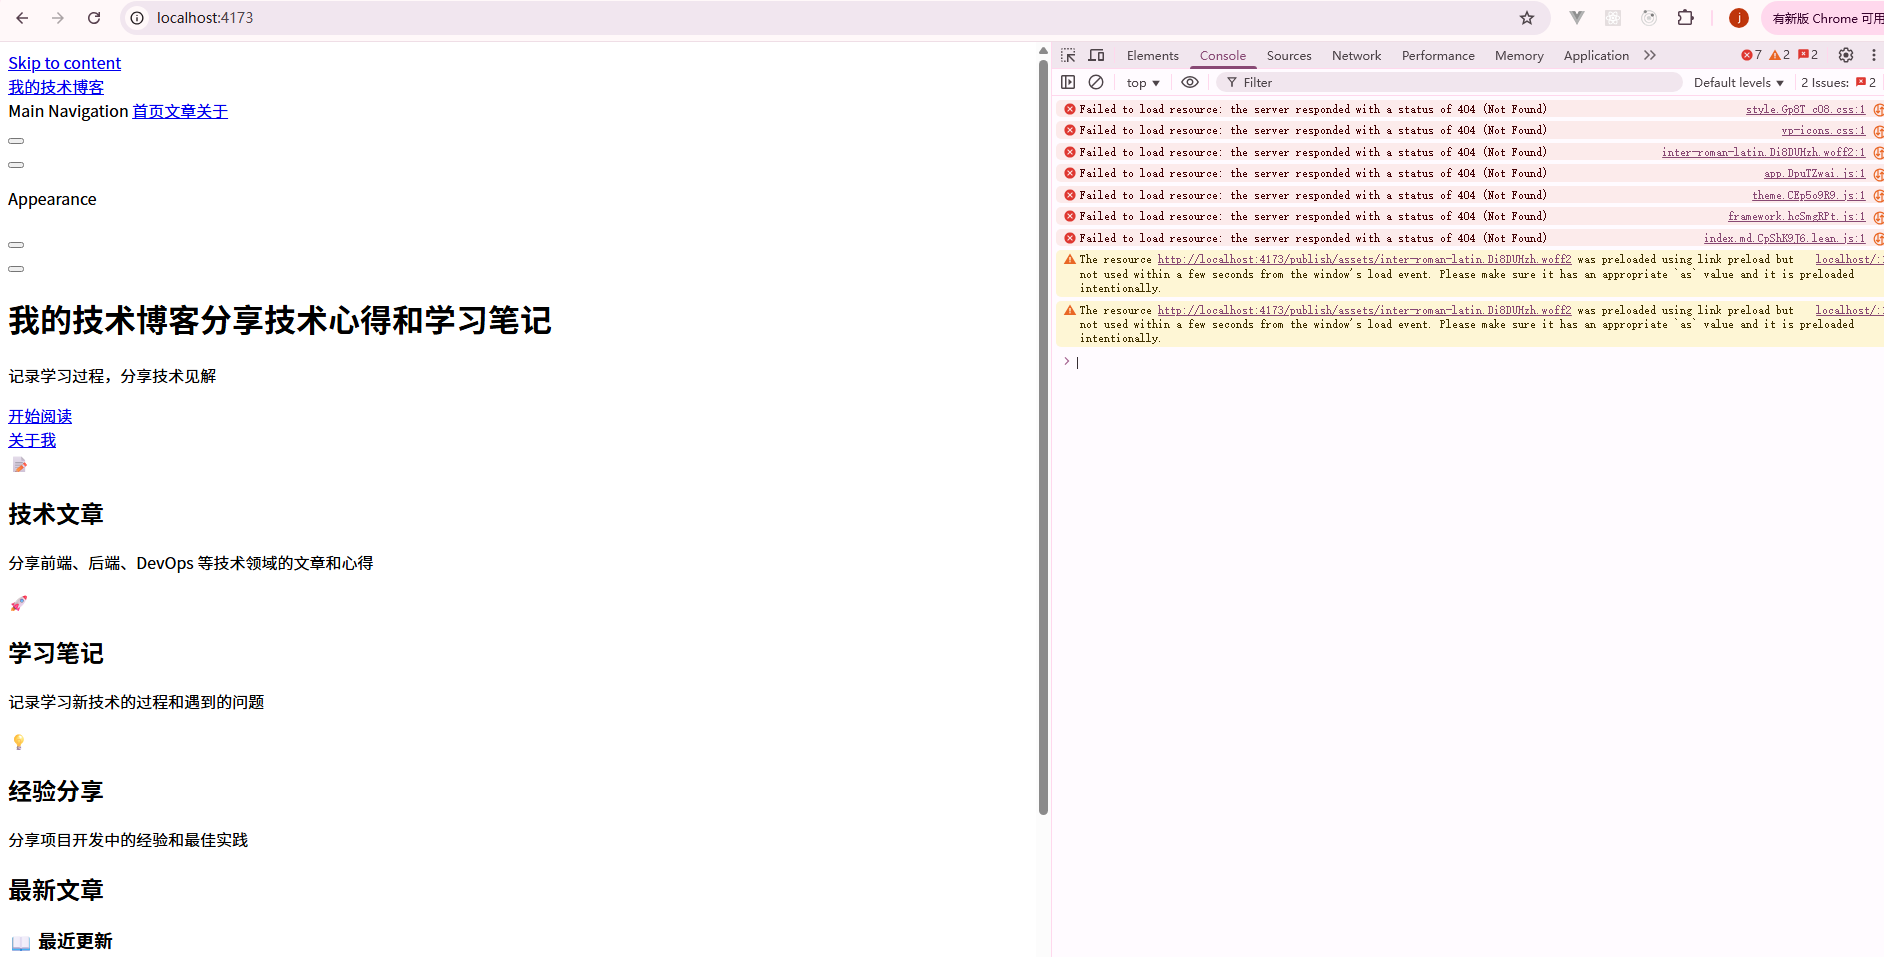 localhost:4173
j
有新版 Chrome 可用
Skip to content
我的技术博客
Main Navigation 首页文章关于
Appearance
我的技术博客分享技术心得和学习笔记
记录学习过程，分享技术见解
开始阅读
关于我
技术文章
分享前端、后端、DevOps 等技术领域的文章和心得
学习笔记
记录学习新技术的过程和遇到的问题
经验分享
分享项目开发中的经验和最佳实践
最新文章
📖 最近更新
Elements Console Sources Network Performance Memory Application 7 2 2
top Filter Default levels 2 Issues: 2
Failed to load resource: the server responded with a status of 404 (Not Found) style.Gp8T_cO8.css:1
Failed to load resource: the server responded with a status of 404 (Not Found) vp-icons.css:1
Failed to load resource: the server responded with a status of 404 (Not Found) inter-roman-latin.Di8DUHzh.woff2:1
Failed to load resource: the server responded with a status of 404 (Not Found) app.DpuTZwai.js:1
Failed to load resource: the server responded with a status of 404 (Not Found) theme.CEp5o9R9.js:1
Failed to load resource: the server responded with a status of 404 (Not Found) framework.hcSmgRPt.js:1
Failed to load resource: the server responded with a status of 404 (Not Found) index.md.CpShK9J6.lean.js:1
The resource http://localhost:4173/publish/assets/inter-roman-latin.Di8DUHzh.woff2 was preloaded using link preload but localhost/:1
not used within a few seconds from the window's load event. Please make sure it has an appropriate `as` value and it is preloaded
intentionally.
The resource http://localhost:4173/publish/assets/inter-roman-latin.Di8DUHzh.woff2 was preloaded using link preload but localhost/:1
not used within a few seconds from the window's load event. Please make sure it has an appropriate `as` value and it is preloaded
intentionally.